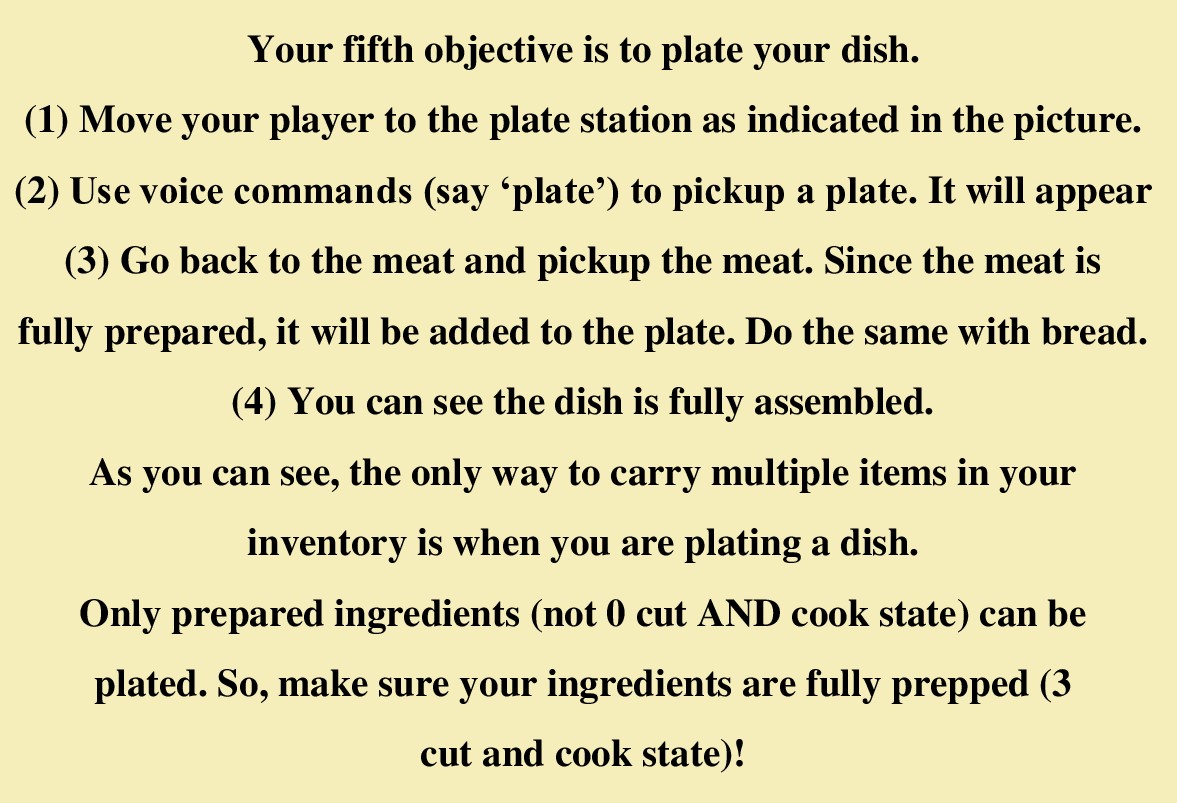 Your fifth objective is to plate your dish.
(1) Move your player to the plate station as indicated in the picture.
(2) Use voice commands (say ‘plate’) to pickup a plate. It will appear
(3) Go back to the meat and pickup the meat. Since the meat is
fully prepared, it will be added to the plate. Do the same with bread.
(4) You can see the dish is fully assembled.
As you can see, the only way to carry multiple items in your
inventory is when you are plating a dish.
Only prepared ingredients (not 0 cut AND cook state) can be
plated. So, make sure your ingredients are fully prepped (3
cut and cook state)!